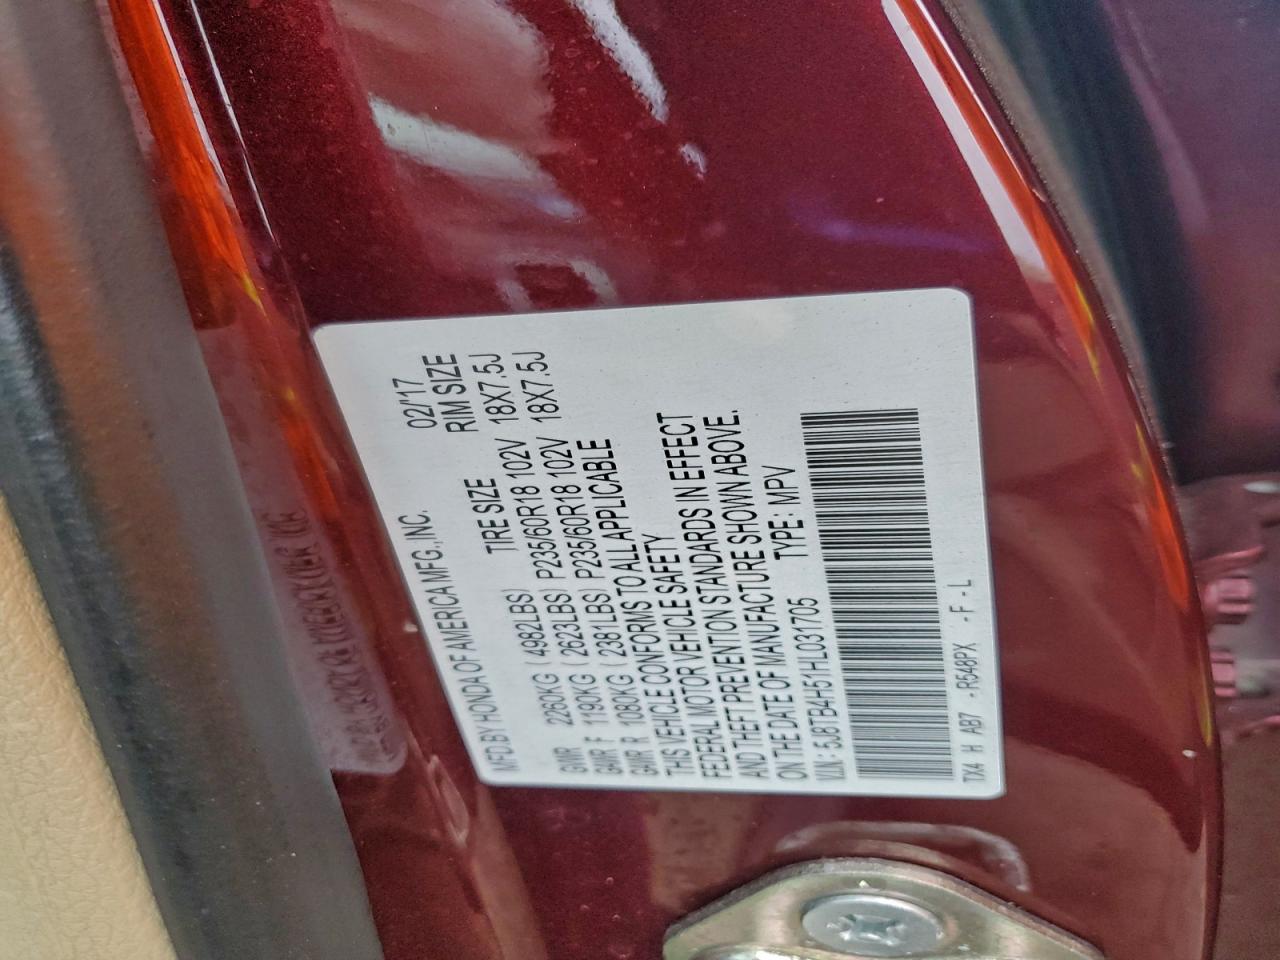 MFD.BY HONDA OF AMERICA MFG.,INC. 02/'17
TIRE SIZE RIM SIZE
GVWR 2260KG ( 4982LBS) P235/60R18 102V 18X7.5J
GAWR F 1190KG ( 2623LBS) P235/60R18 102V 18X7.5J
GAWR R 1080KG ( 2381LBS) P235/60R18 APPLICABLE
THIS VEHICLE CONFORMS TO ALL APPLICABLE
FEDERAL MOTOR VEHICLE SAFETY
AND THEFT PREVENTION STANDARDS IN EFFECT
ON THE DATE OF MANUFACTURE SHOWN ABOVE.
V.I.N.: 5J8TB4H51HL031705 TYPE: MPV
TX4 H AB7 -R548PX - F - L